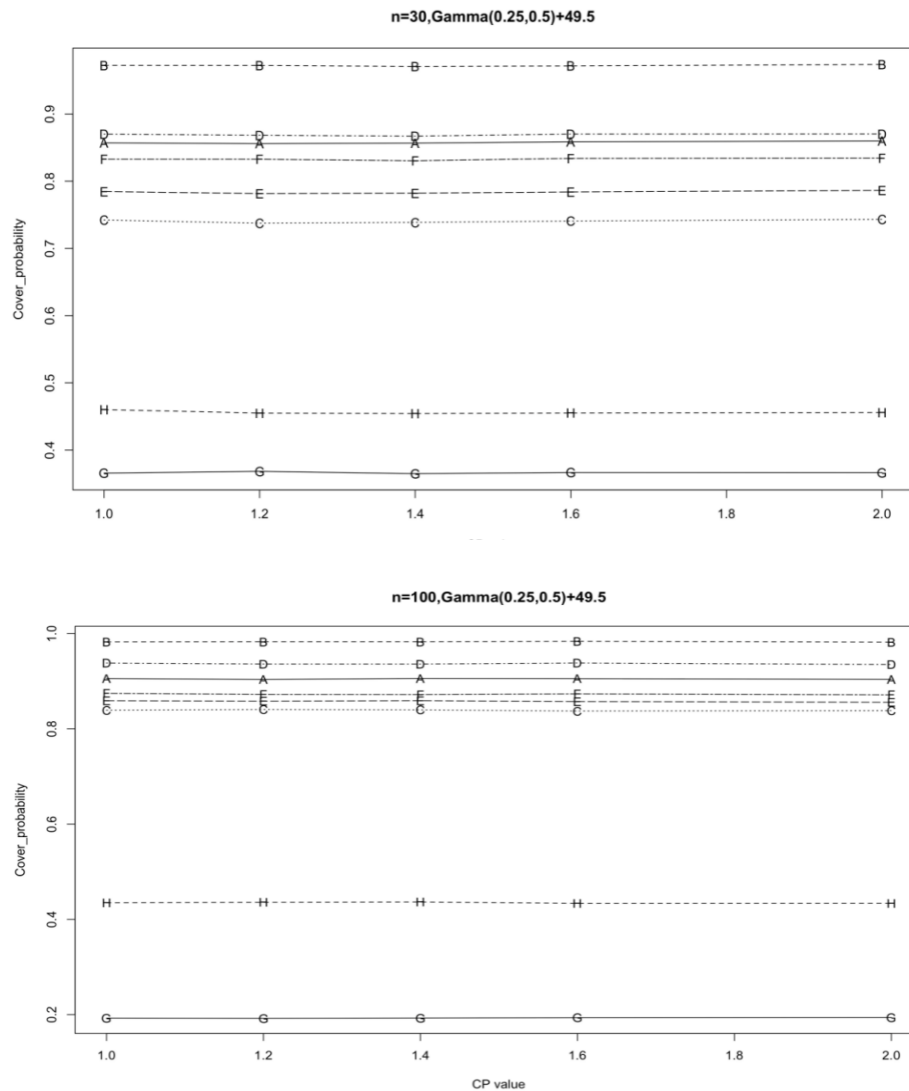 n=30,Gamma(0.25,0.5)+49.5
Cover_probability
0.9
0.8
0.7
0.6
0.5
0.4
B B B B B
D D D D D
A A A A A
F F F F F
E E E E E
C C C C C
H H H H H
G G G G G
1.0 1.2 1.4 1.6 1.8 2.0
n=100,Gamma(0.25,0.5)+49.5
Cover_probability
1.0
0.8
0.6
0.4
0.2
B B B B B
D D D D D
A A A A A
F F F F F
E E E E E
C C C C C
H H H H H
G G G G G
1.0 1.2 1.4 1.6 1.8 2.0
CP value